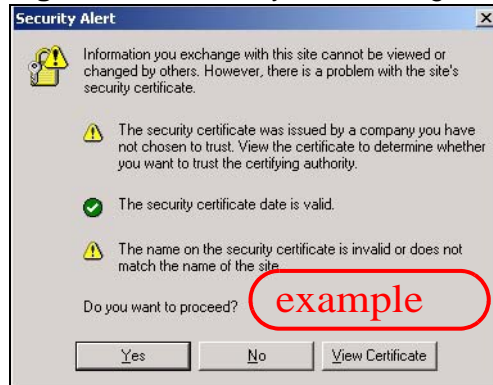 Security Alert
Information you exchange with this site cannot be viewed or
changed by others. However, there is a problem with the site's
security certificate.
The security certificate was issued by a company you have
not chosen to trust. View the certificate to determine whether
you want to trust the certifying authority.
The security certificate date is valid.
The name on the security certificate is invalid or does not
match the name of the site.
Do you want to proceed?
example
Yes
No
View Certificate